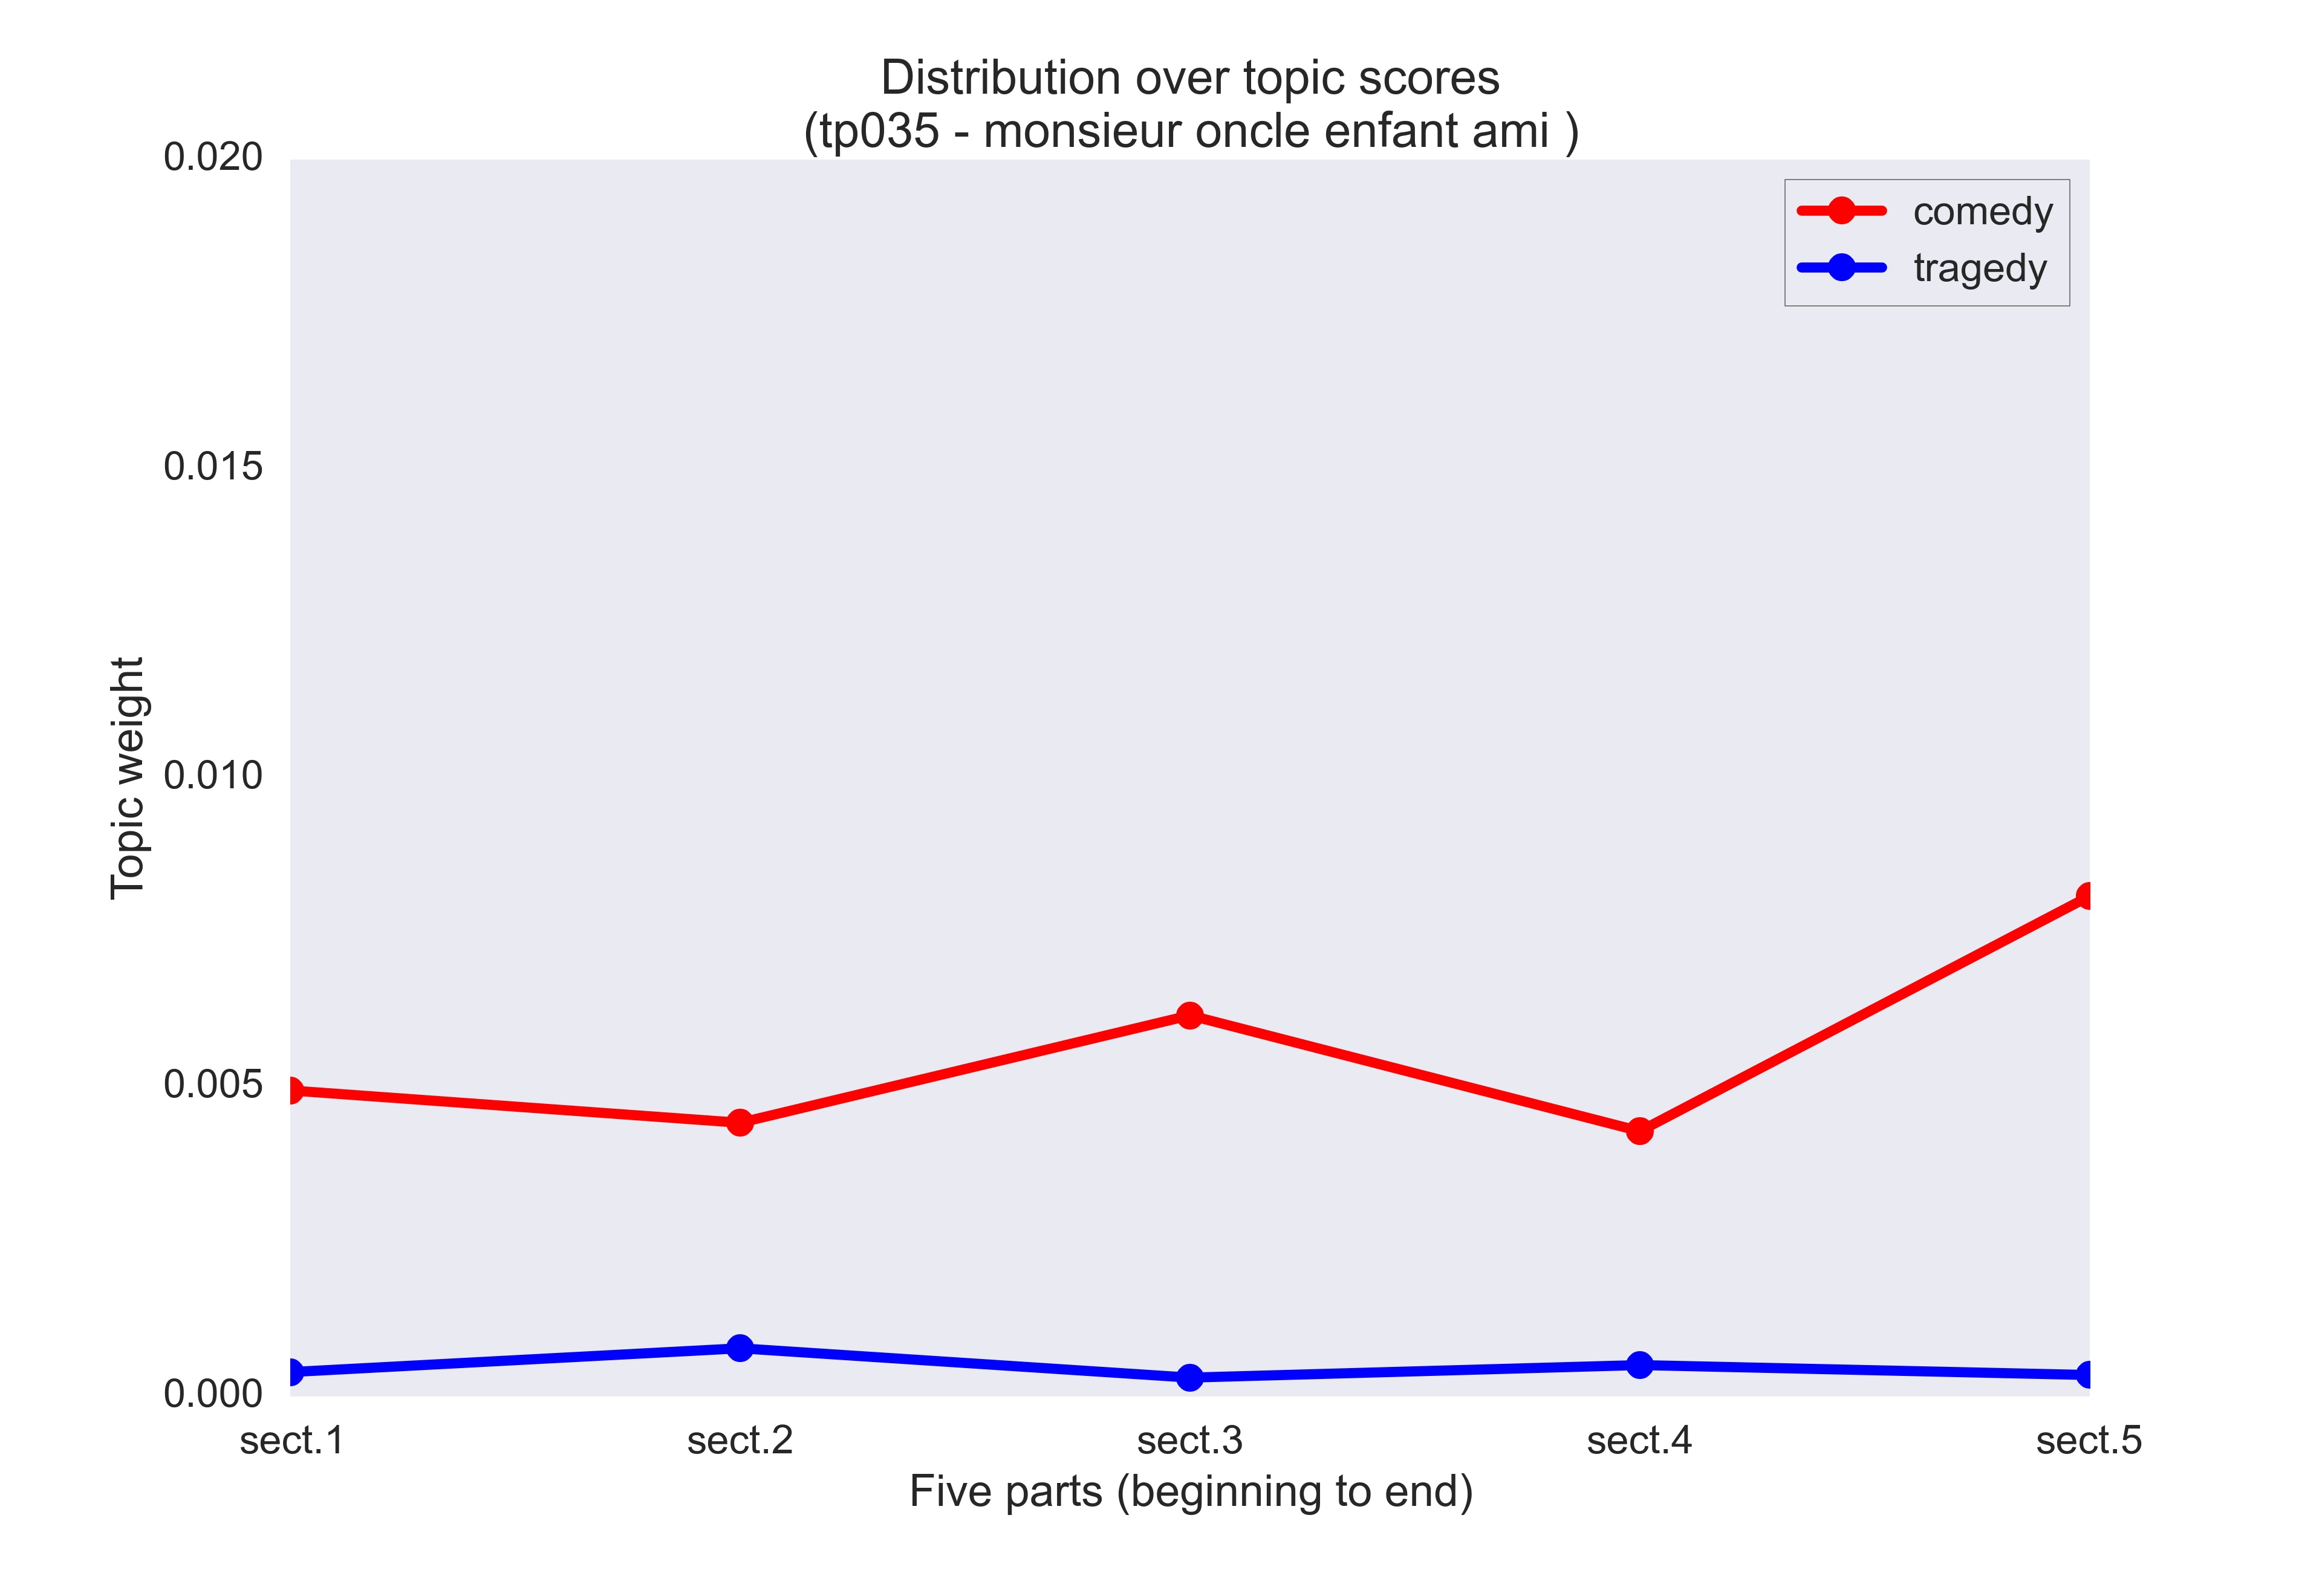 Distribution over topic scores
(tp035 - monsieur oncle enfant ami )
comedy
tragedy
Topic weight
0.020
0.015
0.010
0.005
0.000
sect.1 sect.2 sect.3 sect.4 sect.5
Five parts (beginning to end)